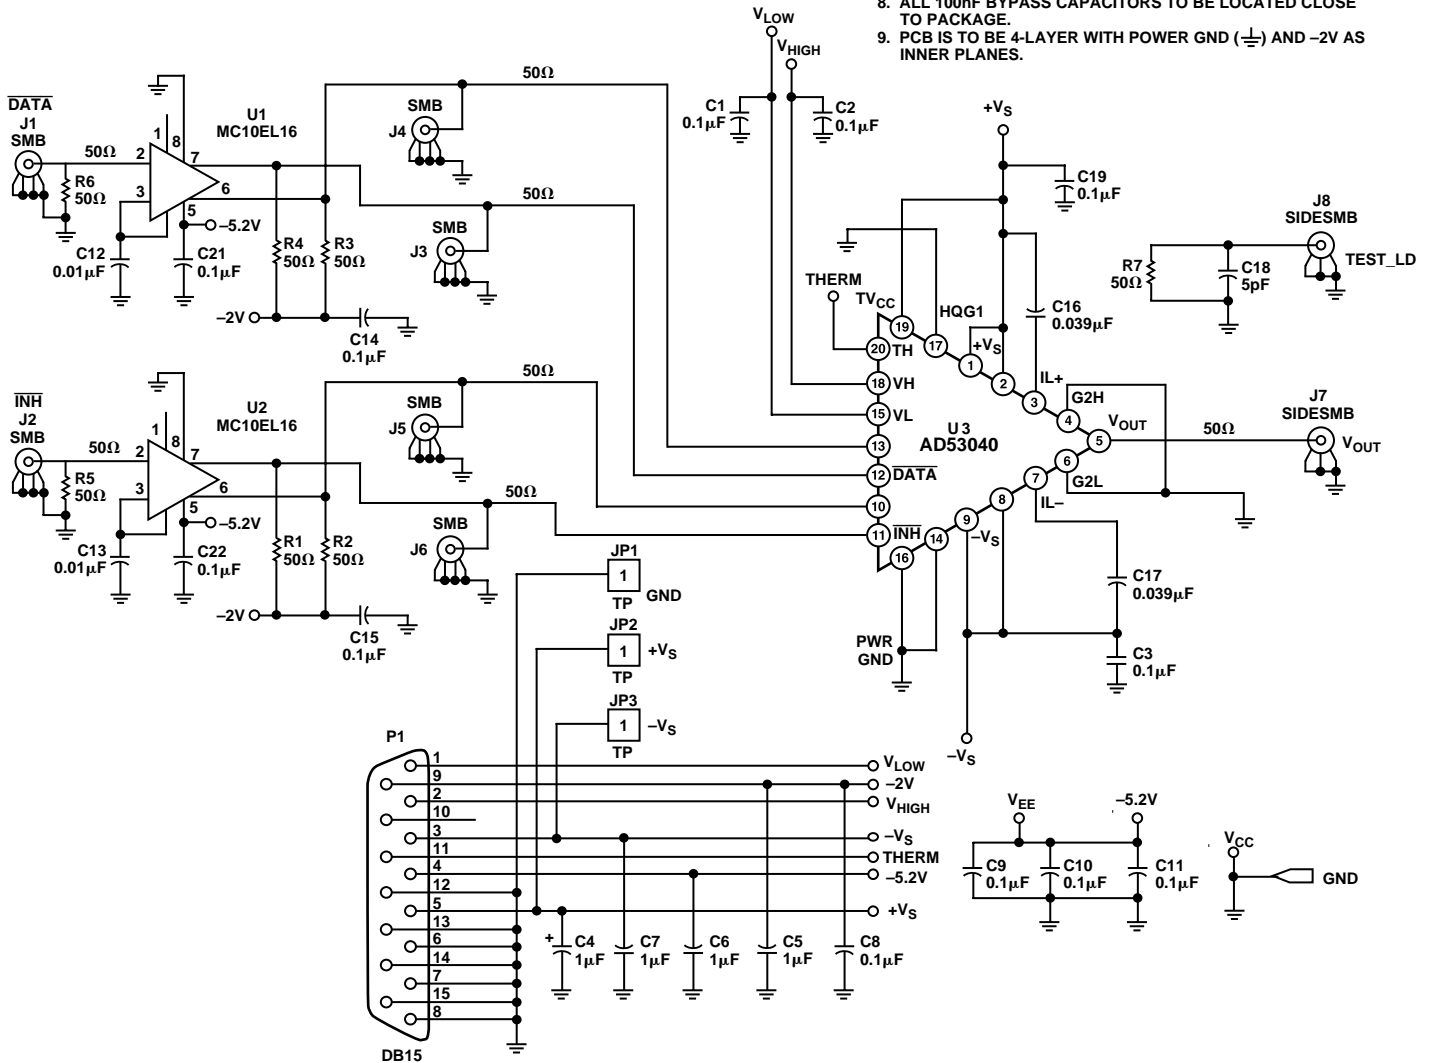 8. ALL 100nF BYPASS CAPACITORS TO BE LOCATED CLOSE
TO PACKAGE.
9. PCB IS TO BE 4-LAYER WITH POWER GND ( ) AND –2V AS
INNER PLANES.
VLOW
VHIGH
C1
0.1µF
C2
0.1µF
+VS
C19
0.1µF
DATA
J1
SMB
50Ω
R6
50Ω
U1
MC10EL16
1
8
2
7
3
6
5
–5.2V
C12
0.01µF
C21
0.1µF
R4
50Ω
R3
50Ω
–2V
C14
0.1µF
50Ω
SMB
J4
50Ω
SMB
J3
INH
J2
SMB
50Ω
R5
50Ω
U2
MC10EL16
1
8
2
7
3
6
5
–5.2V
C13
0.01µF
C22
0.1µF
R1
50Ω
R2
50Ω
–2V
C15
0.1µF
50Ω
SMB
J5
50Ω
SMB
J6
THERM
TVCC
HQG1
+VS
C16
0.039µF
19
17
1
2
3
IL+
4
G2H
5
VOUT
6
G2L
7
IL–
8
9
–VS
14
16
20
TH
18
VH
15
VL
13
12
DATA
10
11
INH
U3
AD53040
50Ω
J7
SIDESMB
VOUT
J8
SIDESMB
TEST_LD
R7
50Ω
C18
5pF
C17
0.039µF
C3
0.1µF
PWR
GND
–VS
JP1
1
GND
TP
JP2
1
+VS
TP
JP3
1
–VS
TP
P1
1
VLOW
9
–2V
2
VHIGH
10
3
–VS
11
THERM
4
–5.2V
12
5
+VS
13
6
14
7
15
8
DB15
+
C4
1µF
C7
1µF
C6
1µF
C5
1µF
C8
0.1µF
VEE
–5.2V
C9
0.1µF
C10
0.1µF
C11
0.1µF
VCC
GND